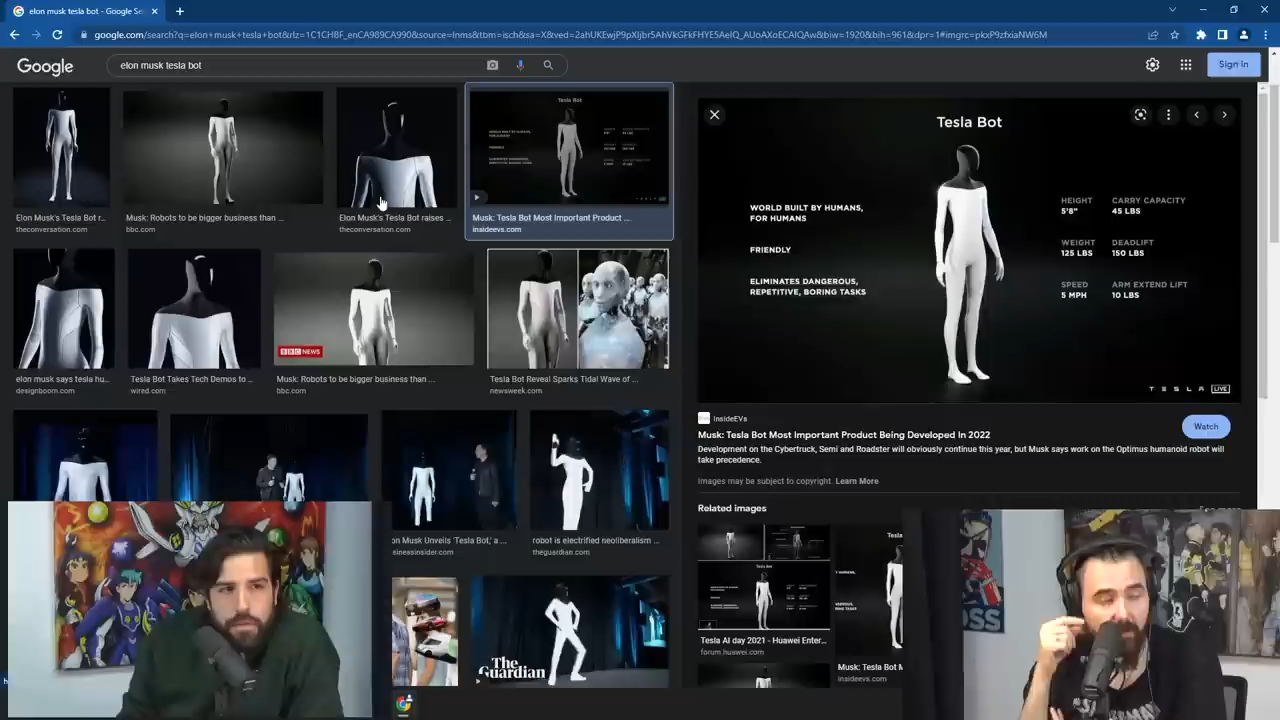 elon musk tesla bot - Google Se
google.com/search?q=elon+musk+tesla+bot&rlz=1C1CHBF_enCA989CA990&source=lnms&tbm=isch&sa=X&ved=2ahUKEwjP9pXljbr5AhVkGFkFHYE5AeIQ_AUoAXoECAIQAw&biw=1920&bih=961&dpr=1#imgrc=pkxP9zfxiaNW6M
Google
elon musk tesla bot
Sign in
Elon Musk's Tesla Bot r...
theconversation.com
Musk: Robots to be bigger business than ...
bbc.com
Elon Musk's Tesla Bot raises ...
theconversation.com
Musk: Tesla Bot Most Important Product ...
insideevs.com
elon musk says tesla hu...
designboom.com
Tesla Bot Takes Tech Demos to ...
wired.com
BBC NEWS
Musk: Robots to be bigger business than ...
bbc.com
Tesla Bot Reveal Sparks Tidal Wave of ...
newsweek.com
on Musk Unveils 'Tesla Bot,' a ...
sinessinsider.com
robot is electrified neoliberalism ...
theguardian.com
The
Guardian
Tesla Bot
WORLD BUILT BY HUMANS,
FOR HUMANS
FRIENDLY
ELIMINATES DANGEROUS,
REPETITIVE, BORING TASKS
HEIGHT
5'8"
CARRY CAPACITY
45 LBS
WEIGHT
125 LBS
DEADLIFT
150 LBS
SPEED
5 MPH
ARM EXTEND LIFT
10 LBS
TESLA LIVE
InsideEVs
Musk: Tesla Bot Most Important Product Being Developed In 2022
Watch
Development on the Cybertruck, Semi and Roadster will obviously continue this year, but Musk says work on the Optimus humanoid robot will
take precedence.
Images may be subject to copyright. Learn More
Related images
Tesla AI day 2021 - Huawei Enter...
forum.huawei.com
Musk: Tesla Bot M
insideevs.com